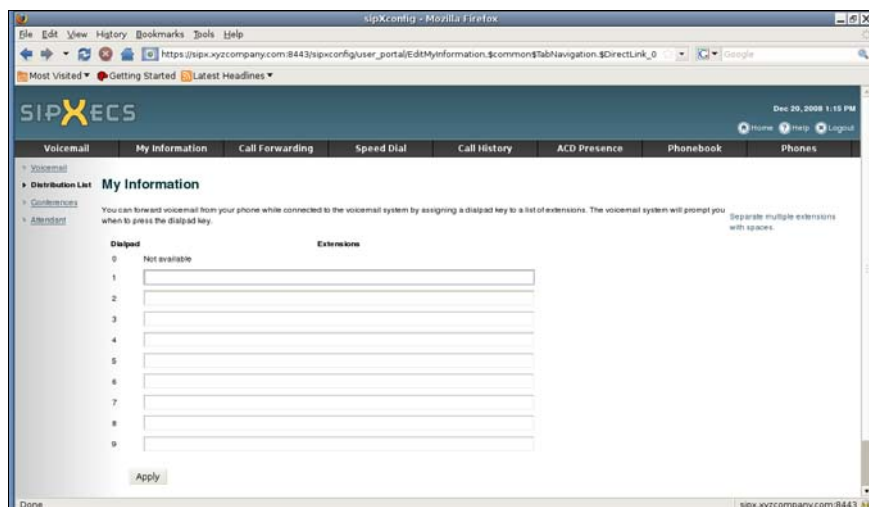 sipXconfig - Mozilla Firefox
File Edit View History Bookmarks Tools Help
https://sipx.xyzcompany.com:8443/sipxconfig/user_portal/EditMyInformation,$common$TabNavigation.$DirectLink_0
Google
Most Visited Getting Started Latest Headlines
SIPXECS
Dec 20, 2008 1:15 PM
Home Help Logout
Voicemail My Information Call Forwarding Speed Dial Call History ACD Presence Phonebook Phones
Voicemail
Distribution List
Conferences
Attendant
My Information
You can forward voicemail from your phone while connected to the voicemail system by assigning a dialpad key to a list of extensions. The voicemail system will prompt you
when to press the dialpad key.
Separate multiple extensions
with spaces.
Dialpad Extensions
0 Not available
1
2
3
4
5
6
7
8
9
Apply
Done
sipx.xyzcompany.com:8443